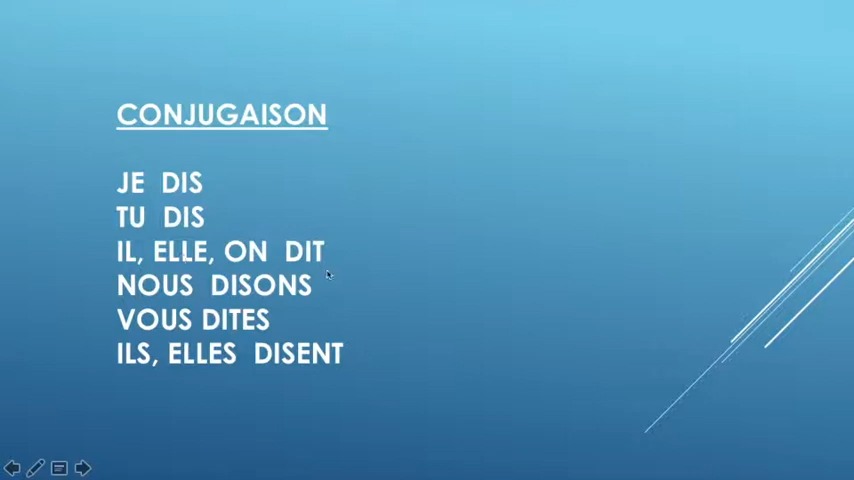 CONJUGAISON
JE DIS
TU DIS
IL, ELLE, ON DIT
NOUS DISONS
VOUS DITES
ILS, ELLES DISENT